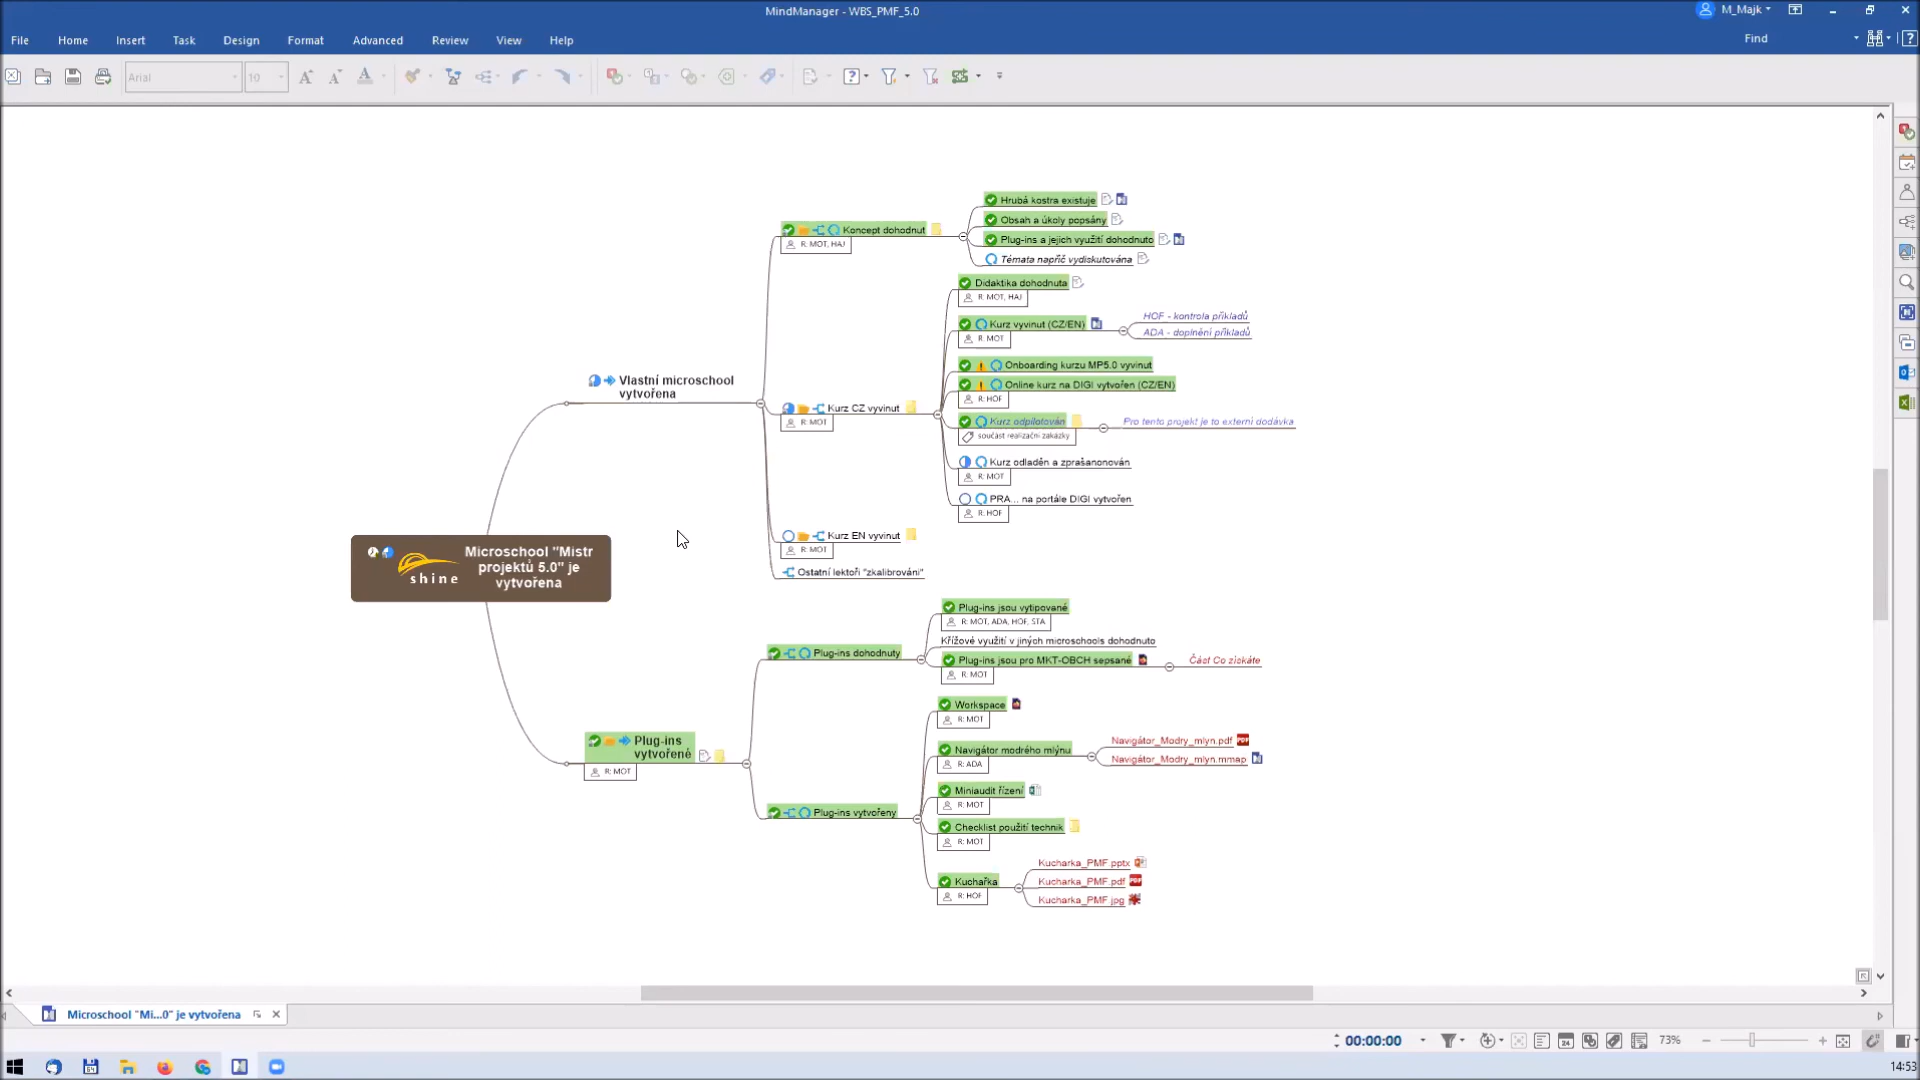 MindManager - WBS_PMF_5.0
M_Majk
File
Home
Insert
Task
Design
Format
Advanced
Review
View
Help
Find
Arial
10
Hrubá kostra existuje
Koncept dohodnut
R: MOT, HAJ
Obsah a úkoly popsány
Plug-ins a jejich využití dohodnuto
Témata napříč vydiskutována
Didaktika dohodnuta
R: MOT, HAJ
Kurz vyvinut (CZ/EN)
R: MOT
HOF - kontrola příkladů
ADA - doplnění příkladů
Onboarding kurzu MP5.0 vyvinut
Online kurz na DIGI vytvořen (CZ/EN)
R: HOF
Vlastní microschool
vytvořena
Kurz CZ vyvinut
R: MOT
Kurz odpilotován
součást realizační zakázky
Pro tento projekt je to externí dodávka
Kurz odladěn a zprašanonován
R: MOT
PRA... na portále DIGI vytvořen
R: HOF
Kurz EN vyvinut
R: MOT
Ostatní lektoři "zkalibrováni"
shine
Microschool "Mistr
projektů 5.0" je
vytvořena
Plug-ins jsou vytipované
R: MOT, ADA, HOF, STA
Plug-ins dohodnuty
Křížové využití v jiných microschools dohodnuto
Plug-ins jsou pro MKT-OBCH sepsané
R: MOT
Část Co získáte
Workspace
R: MOT
Plug-ins
vytvořené
R: MOT
Navigátor modrého mlýnu
R: ADA
Navigátor_Modry_mlyn.pdf
Navigátor_Modry_mlyn.mmap
Miniaudit řízení
R: MOT
Plug-ins vytvořeny
Checklist použití technik
R: MOT
Kuchařka
R: HOF
Kucharka_PMF.pptx
Kucharka_PMF.pdf
Kucharka_PMF.jpg
Microschool "Mi...0" je vytvořena
00:00:00
73%
14:53